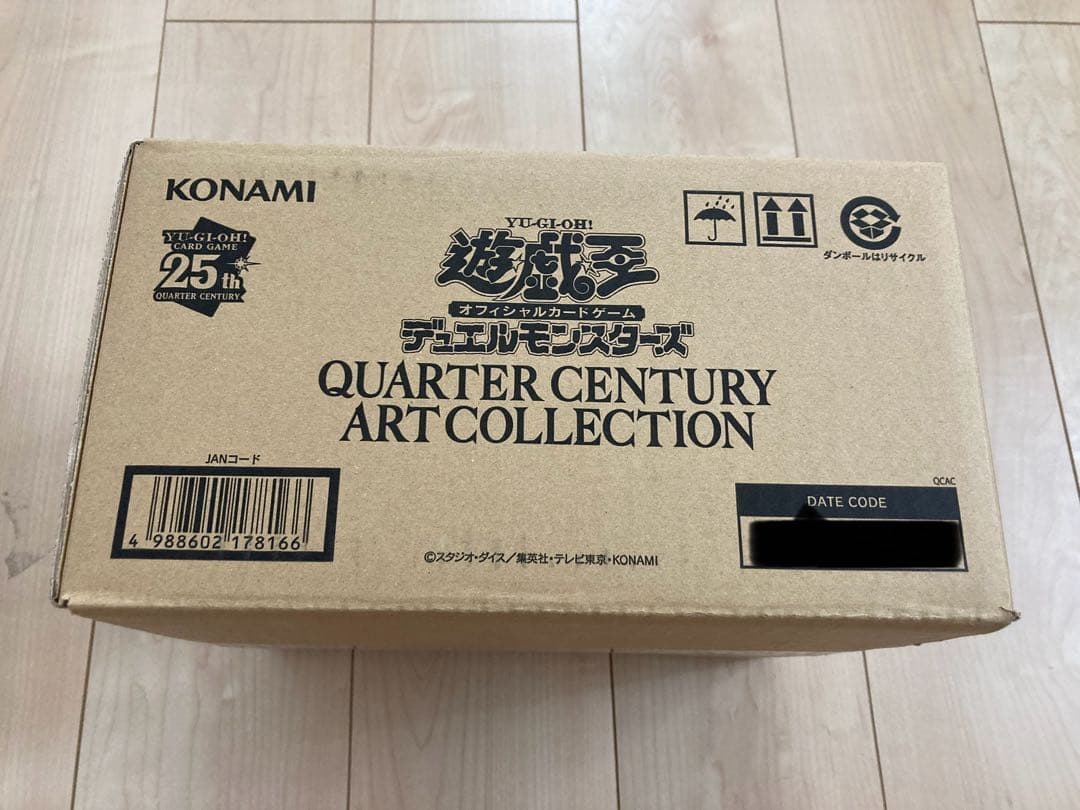 KONAMI
YU-GI-OH!
CARD GAME
25th
QUARTER CENTURY
YU-GI-OH!
遊戯王
オフィシャルカードゲーム
デュエルモンスターズ
QUARTER CENTURY
ART COLLECTION
ダンボールはリサイクル
JANコード
4 988602 178166
QCAC
DATE CODE
©スタジオ・ダイス/集英社・テレビ東京・KONAMI